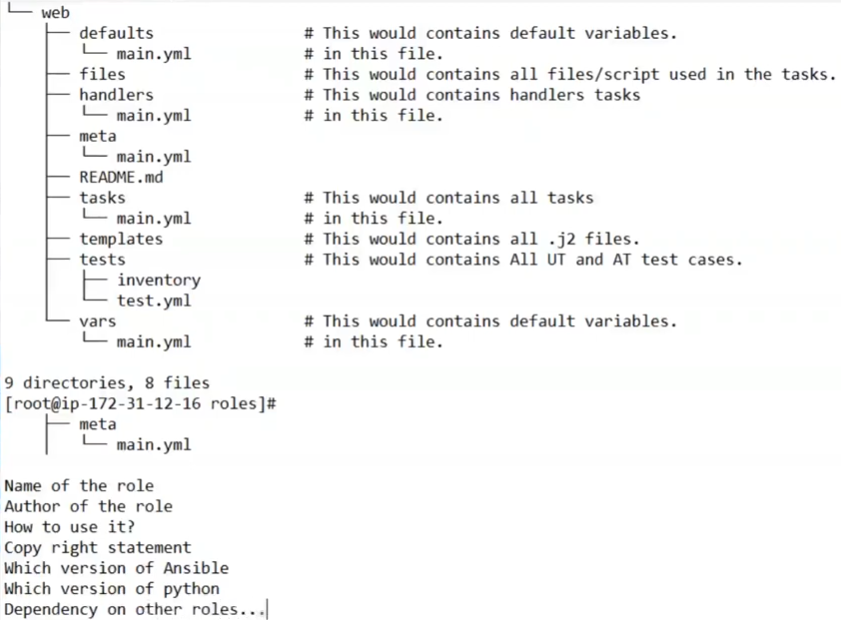 └── web
    ├── defaults                # This would contains default variables.
    │   └── main.yml            # in this file.
    ├── files                   # This would contains all files/script used in the tasks.
    ├── handlers                # This would contains handlers tasks
    │   └── main.yml            # in this file.
    ├── meta
    │   └── main.yml
    ├── README.md
    ├── tasks                   # This would contains all tasks
    │   └── main.yml            # in this file.
    ├── templates               # This would contains all .j2 files.
    ├── tests                   # This would contains All UT and AT test cases.
    │   ├── inventory
    │   └── test.yml
    └── vars                    # This would contains default variables.
        └── main.yml            # in this file.
9 directories, 8 files
[root@ip-172-31-12-16 roles]#
    ├── meta
    │   └── main.yml
Name of the role
Author of the role
How to use it?
Copy right statement
Which version of Ansible
Which version of python
Dependency on other roles...